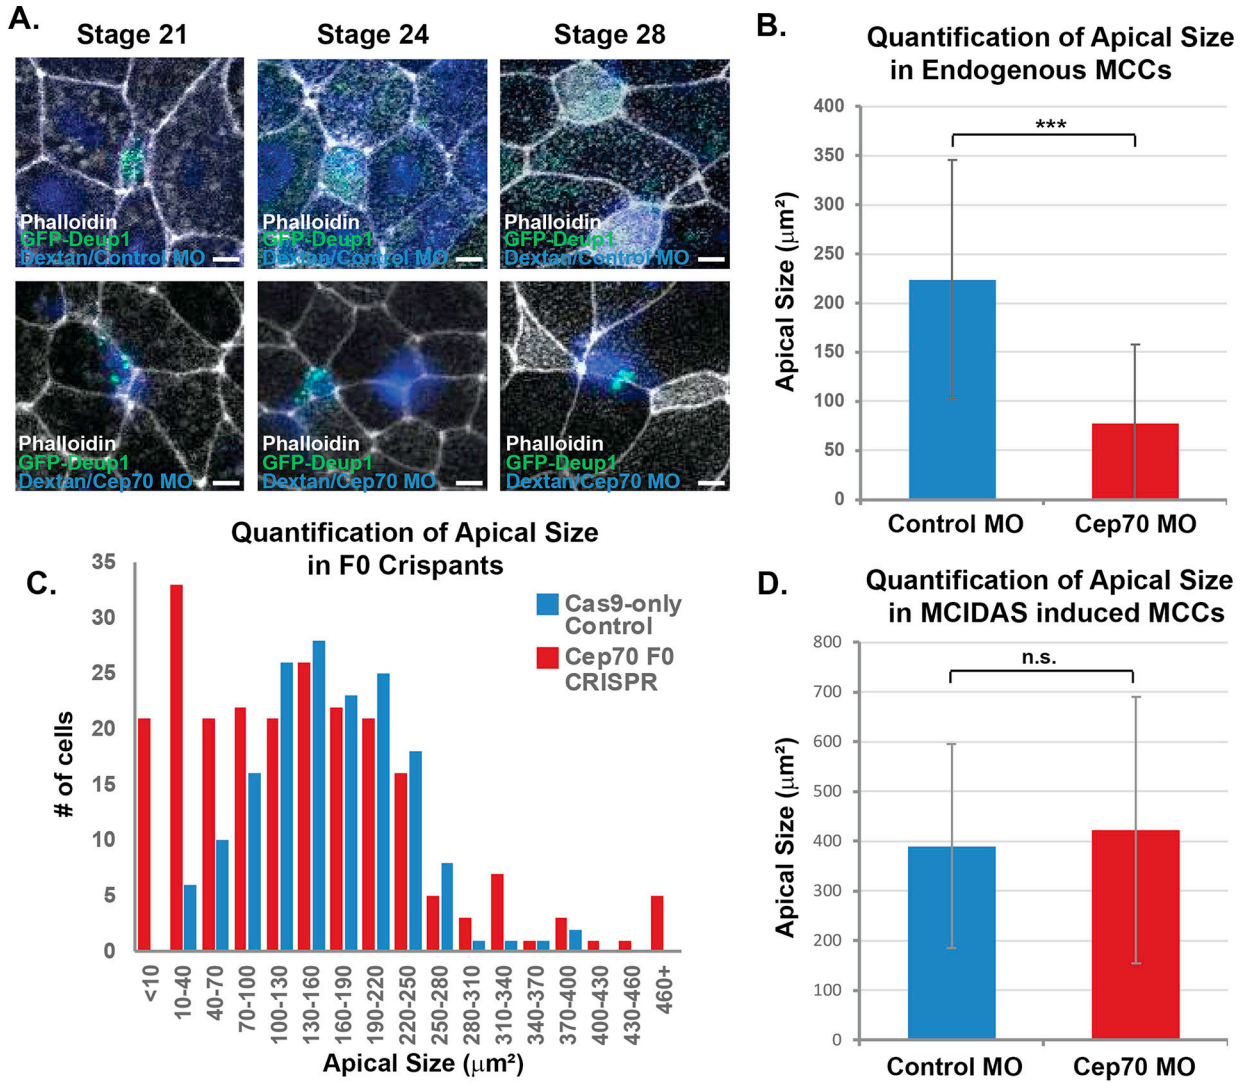 A.
Stage 21
Stage 24
Stage 28
Phalloidin
GFP-Deup1
Dextan/Control MO
Phalloidin
GFP-Deup1
Dextan/Control MO
Phalloidin
GFP-Deup1
Dextan/Control MO
Phalloidin
GFP-Deup1
Dextan/Cep70 MO
Phalloidin
GFP-Deup1
Dextan/Cep70 MO
Phalloidin
GFP-Deup1
Dextan/Cep70 MO
B.
Quantification of Apical Size
in Endogenous MCCs
400
350
300
250
200
150
100
50
0
Apical Size (μm²)
***
Control MO
Cep70 MO
C.
Quantification of Apical Size
in F0 Crispants
35
30
25
20
15
10
5
0
# of cells
Cas9-only
Control
Cep70 F0
CRISPR
<10
10-40
40-70
70-100
100-130
130-160
160-190
190-220
220-250
250-280
280-310
310-340
340-370
370-400
400-430
430-460
460+
Apical Size (μm²)
D.
Quantification of Apical Size
in MCIDAS induced MCCs
800
700
600
500
400
300
200
100
0
Apical Size (μm²)
n.s.
Control MO
Cep70 MO